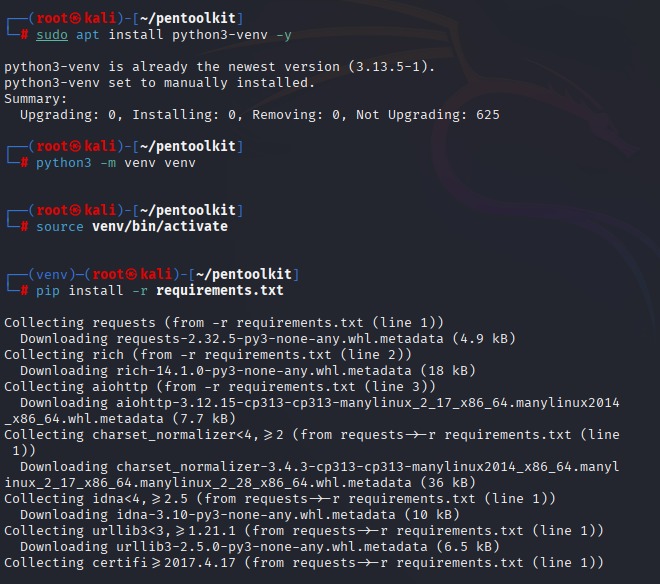 ┌──(root㉿kali)-[~/pentoolkit]
└─# sudo apt install python3-venv -y
python3-venv is already the newest version (3.13.5-1).
python3-venv set to manually installed.
Summary:
  Upgrading: 0, Installing: 0, Removing: 0, Not Upgrading: 625
┌──(root㉿kali)-[~/pentoolkit]
└─# python3 -m venv venv
┌──(root㉿kali)-[~/pentoolkit]
└─# source venv/bin/activate
┌──(venv)─(root㉿kali)-[~/pentoolkit]
└─# pip install -r requirements.txt
Collecting requests (from -r requirements.txt (line 1))
  Downloading requests-2.32.5-py3-none-any.whl.metadata (4.9 kB)
Collecting rich (from -r requirements.txt (line 2))
  Downloading rich-14.1.0-py3-none-any.whl.metadata (18 kB)
Collecting aiohttp (from -r requirements.txt (line 3))
  Downloading aiohttp-3.12.15-cp313-cp313-manylinux_2_17_x86_64.manylinux2014
_x86_64.whl.metadata (7.7 kB)
Collecting charset_normalizer<4,>=2 (from requests->-r requirements.txt (line
 1))
  Downloading charset_normalizer-3.4.3-cp313-cp313-manylinux2014_x86_64.manyl
inux_2_17_x86_64.manylinux_2_28_x86_64.whl.metadata (36 kB)
Collecting idna<4,>=2.5 (from requests->-r requirements.txt (line 1))
  Downloading idna-3.10-py3-none-any.whl.metadata (10 kB)
Collecting urllib3<3,>=1.21.1 (from requests->-r requirements.txt (line 1))
  Downloading urllib3-2.5.0-py3-none-any.whl.metadata (6.5 kB)
Collecting certifi>=2017.4.17 (from requests->-r requirements.txt (line 1))